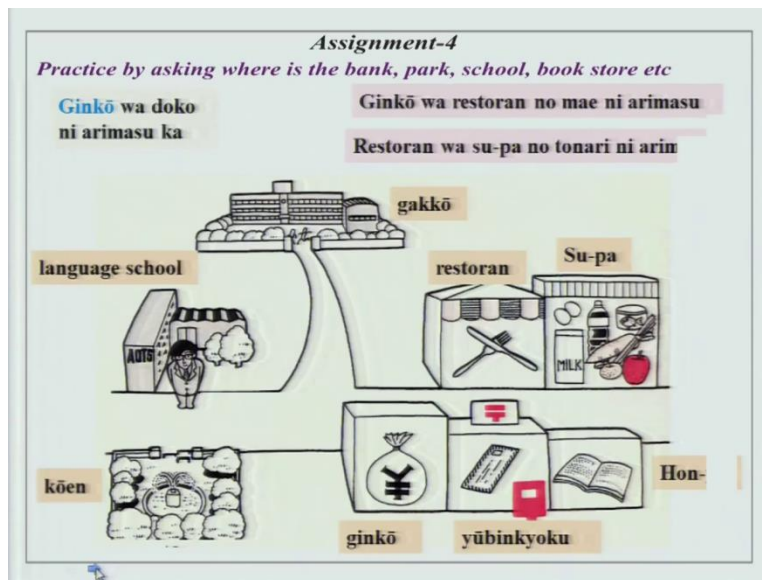 Assignment-4
Practice by asking where is the bank, park, school, book store etc
Ginkō wa doko
ni arimasu ka
Ginkō wa restoran no mae ni arimasu
Restoran wa su-pa no tonari ni arim
gakkō
language school
restoran
Su-pa
AOTS
MILK
kōen
Hon-
ginkō
yūbinkyoku